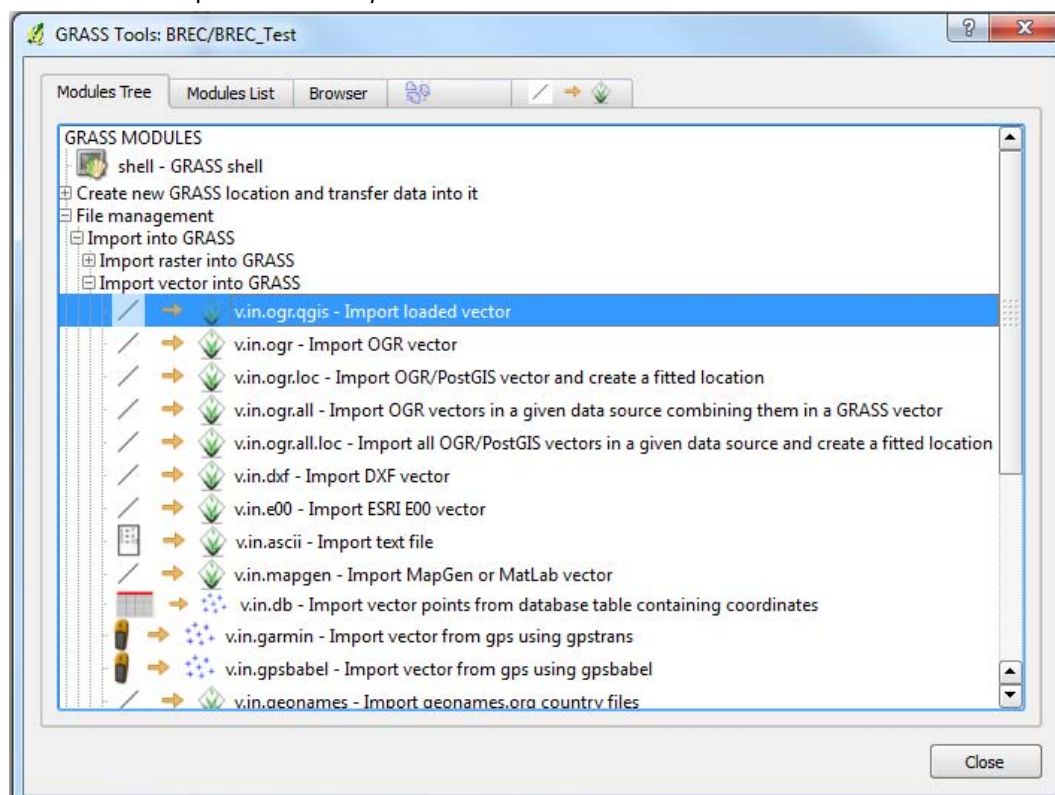 GRASS Tools: BREC/BREC_Test
Modules Tree Modules List Browser
GRASS MODULES
shell - GRASS shell
Create new GRASS location and transfer data into it
File management
Import into GRASS
Import raster into GRASS
Import vector into GRASS
v.in.ogr.qgis - Import loaded vector
v.in.ogr - Import OGR vector
v.in.ogr.loc - Import OGR/PostGIS vector and create a fitted location
v.in.ogr.all - Import OGR vectors in a given data source combining them in a GRASS vector
v.in.ogr.all.loc - Import all OGR/PostGIS vectors in a given data source and create a fitted location
v.in.dxf - Import DXF vector
v.in.e00 - Import ESRI E00 vector
v.in.ascii - Import text file
v.in.mapgen - Import MapGen or MatLab vector
v.in.db - Import vector points from database table containing coordinates
v.in.garmin - Import vector from gps using gpstrans
v.in.gpsbabel - Import vector from gps using gpsbabel
v.in.geonames - Import geonames.org country files
Close